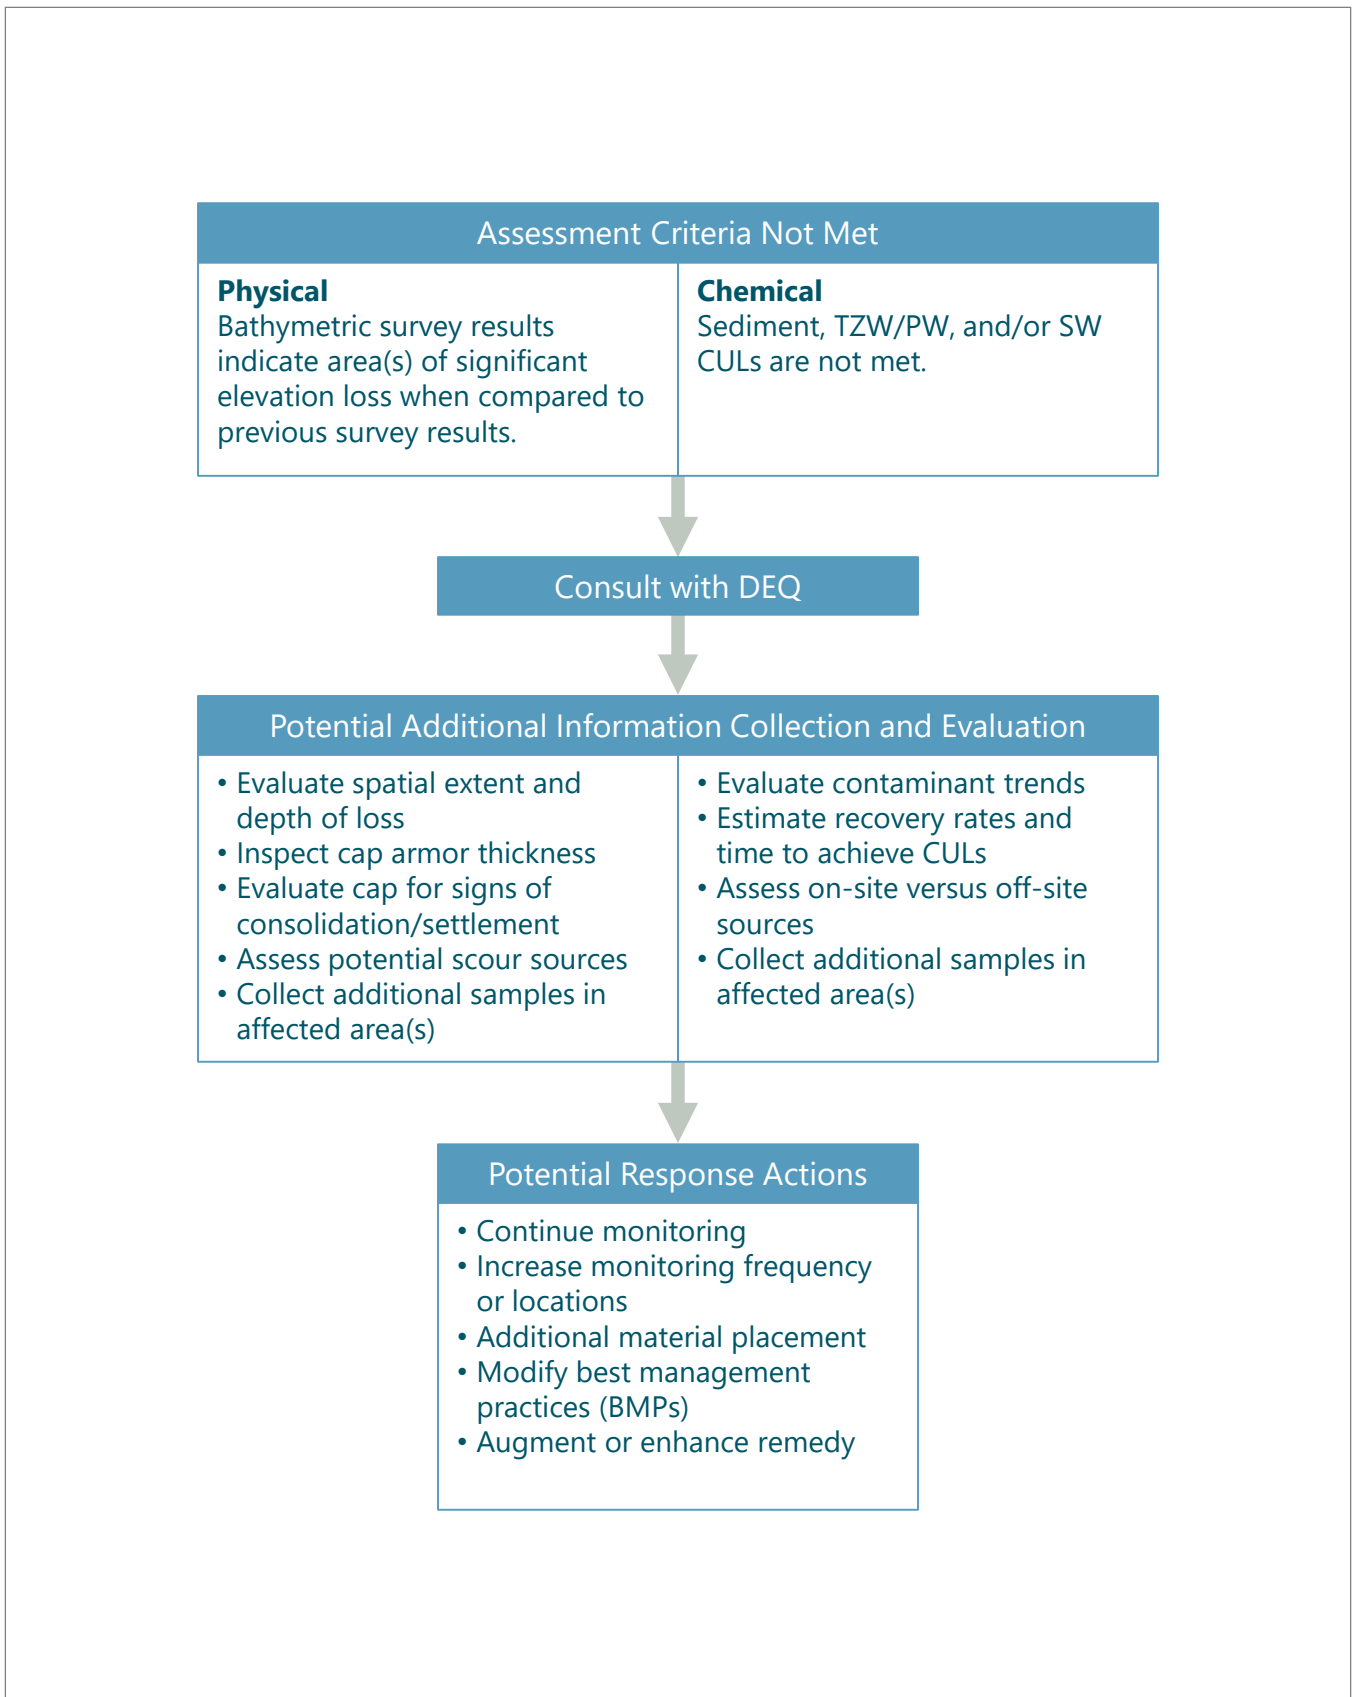 Assessment Criteria Not Met
Physical
Bathymetric survey results
indicate area(s) of significant
elevation loss when compared to
previous survey results.
Chemical
Sediment, TZW/PW, and/or SW
CULs are not met.
Consult with DEQ
Potential Additional Information Collection and Evaluation
• Evaluate spatial extent and
depth of loss
• Inspect cap armor thickness
• Evaluate cap for signs of
consolidation/settlement
• Assess potential scour sources
• Collect additional samples in
affected area(s)
• Evaluate contaminant trends
• Estimate recovery rates and
time to achieve CULs
• Assess on-site versus off-site
sources
• Collect additional samples in
affected area(s)
Potential Response Actions
• Continue monitoring
• Increase monitoring frequency
or locations
• Additional material placement
• Modify best management
practices (BMPs)
• Augment or enhance remedy